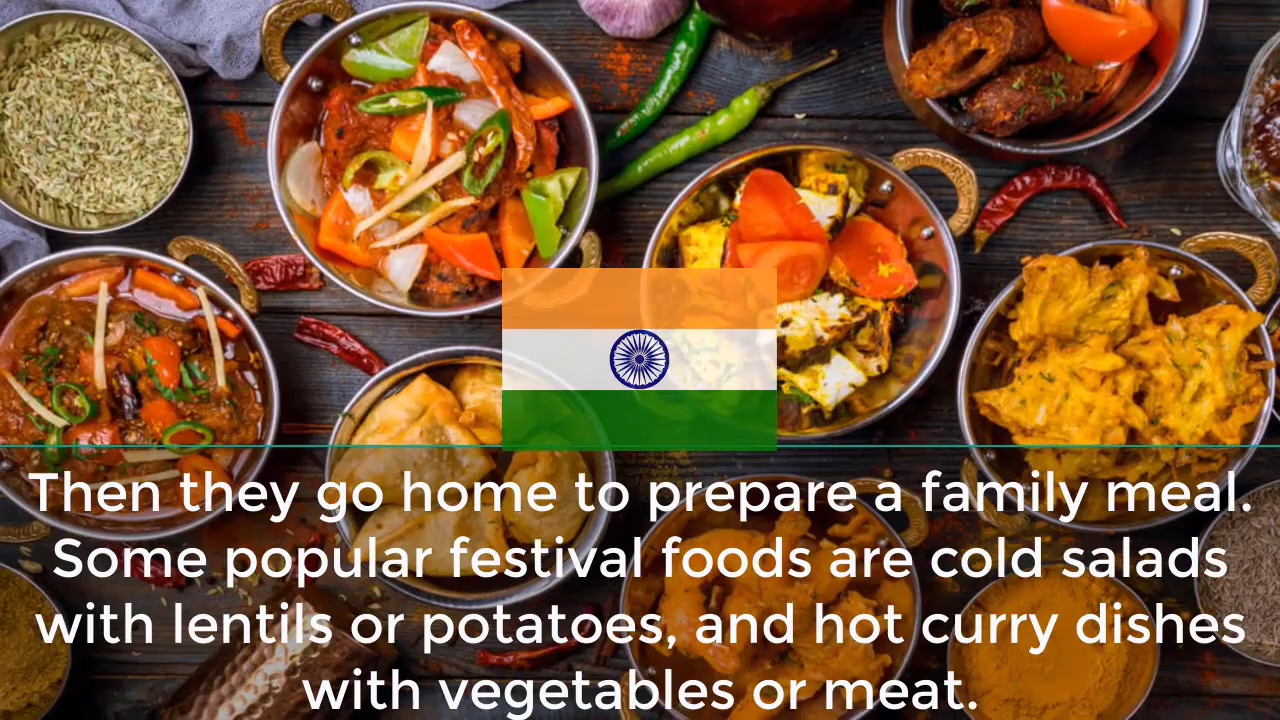 Then they go home to prepare a family meal.
Some popular festival foods are cold salads
with lentils or potatoes, and hot curry dishes
with vegetables or meat.